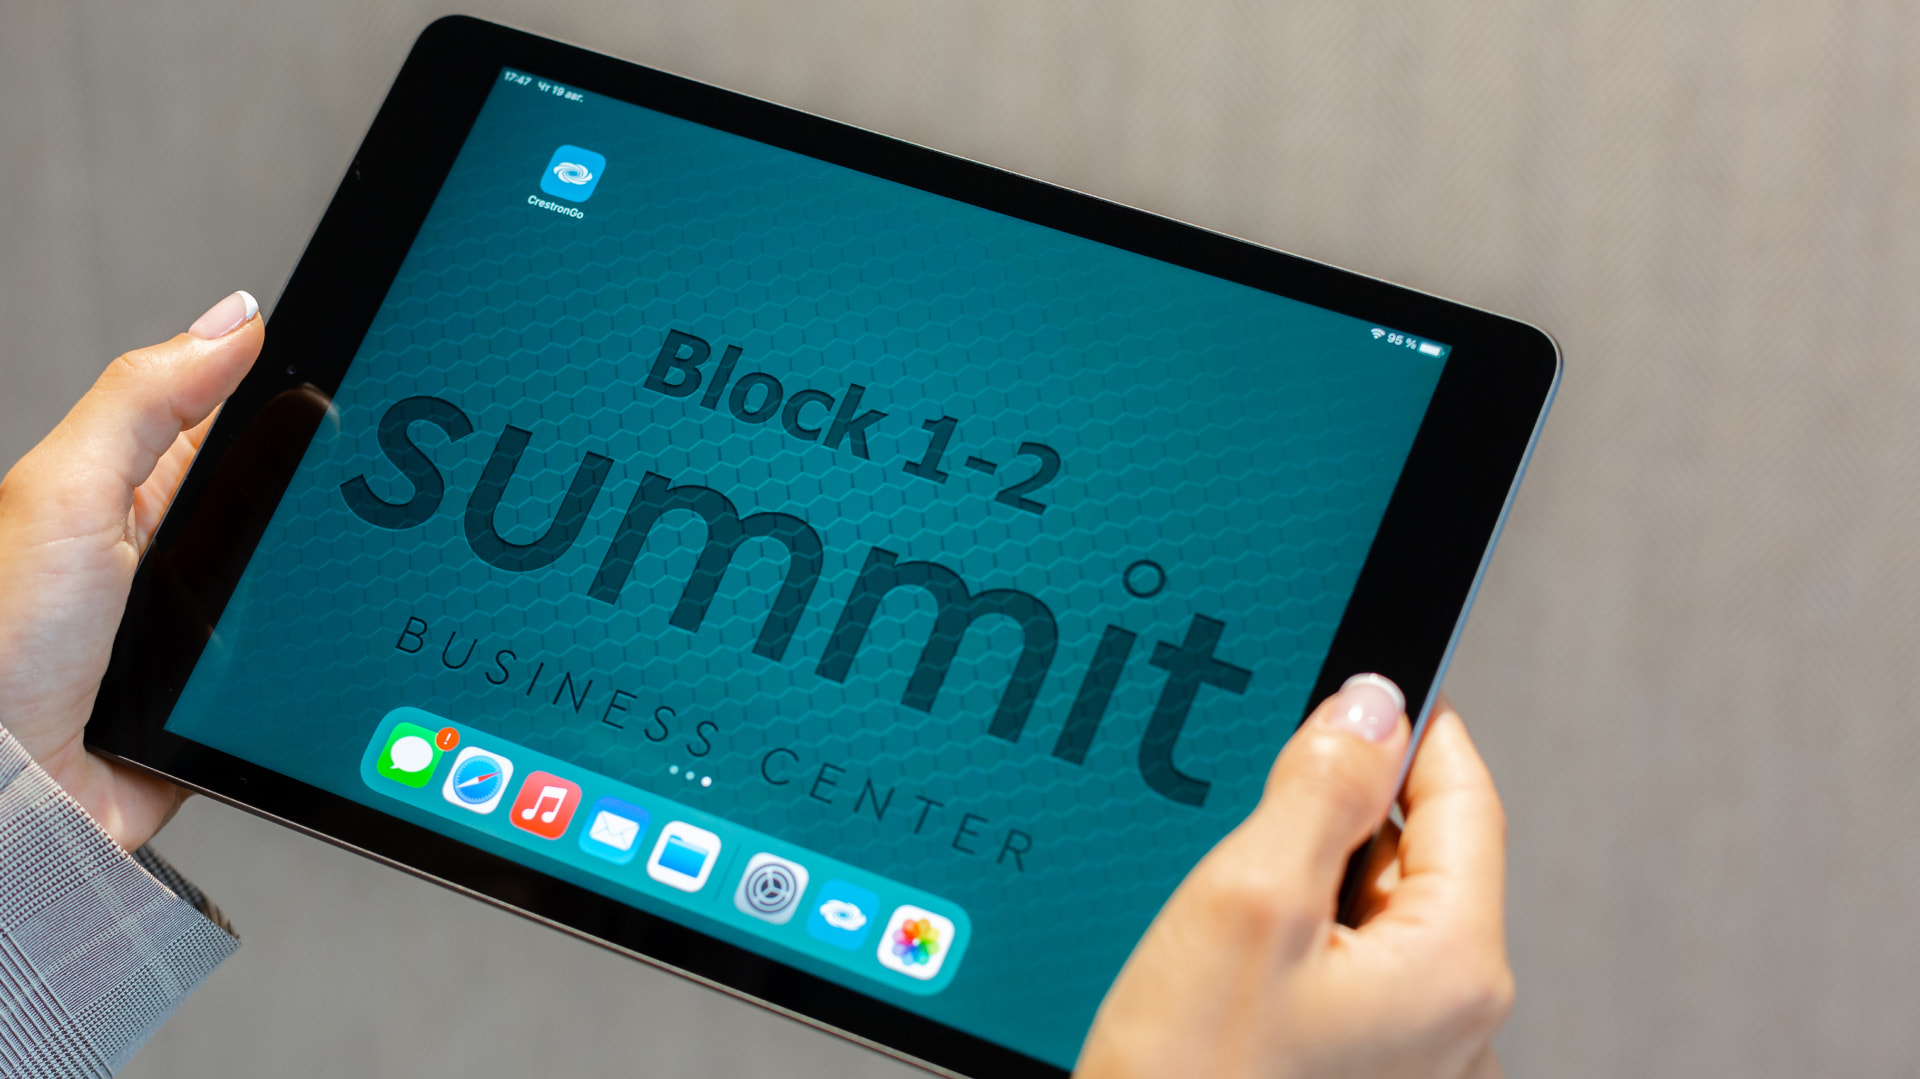 17:47 Чт 19 авг.
95 %
CrestronGo
Block 1-2
summit
BUSINESS CENTER
!